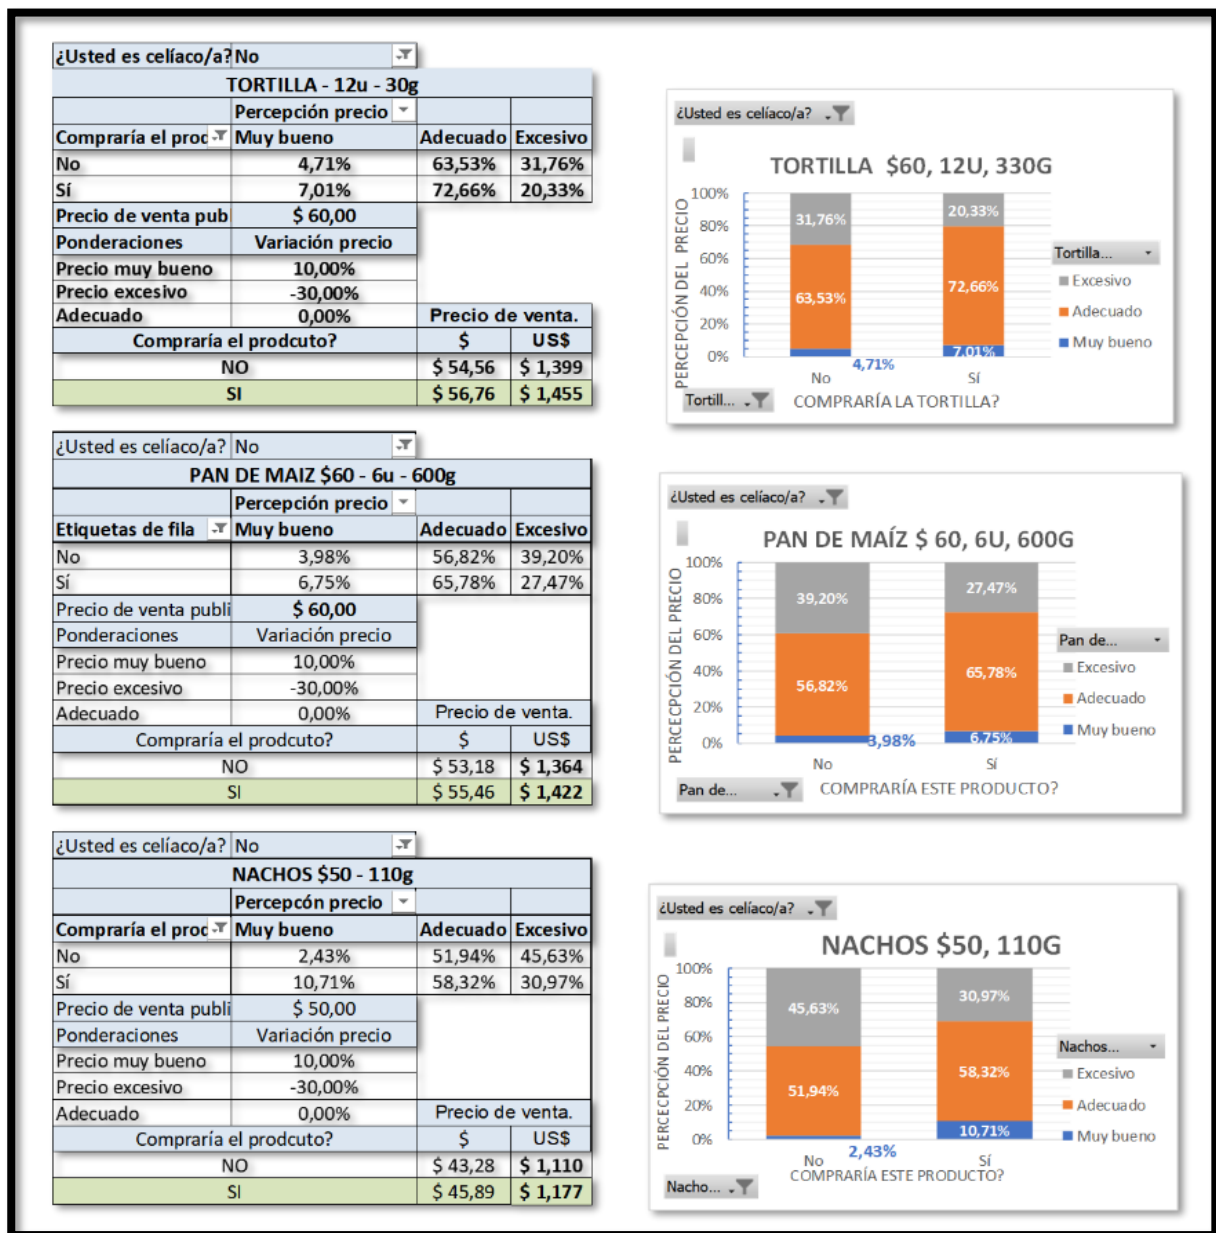 ¿Usted es celíaco/a? No
TORTILLA - 12u - 30g
Percepción precio
Compraría el prod Muy bueno Adecuado Excesivo
No 4,71% 63,53% 31,76%
Sí 7,01% 72,66% 20,33%
Precio de venta publ $ 60,00
Ponderaciones Variación precio
Precio muy bueno 10,00%
Precio excesivo -30,00%
Adecuado 0,00% Precio de venta.
Compraría el prodcuto? $ US$
NO $ 54,56 $ 1,399
SI $ 56,76 $ 1,455
¿Usted es celíaco/a?
TORTILLA $60, 12U, 330G
PERCEPCIÓN DEL PRECIO
100%
80%
60%
40%
20%
0%
31,76%
20,33%
63,53%
72,66%
4,71%
7,01%
No Sí
Tortilla...
Excesivo
Adecuado
Muy bueno
Tortill...
COMPRARÍA LA TORTILLA?
¿Usted es celíaco/a? No
PAN DE MAIZ $60 - 6u - 600g
Percepción precio
Etiquetas de fila Muy bueno Adecuado Excesivo
No 3,98% 56,82% 39,20%
Sí 6,75% 65,78% 27,47%
Precio de venta publi $ 60,00
Ponderaciones Variación precio
Precio muy bueno 10,00%
Precio excesivo -30,00%
Adecuado 0,00% Precio de venta.
Compraría el prodcuto? $ US$
NO $ 53,18 $ 1,364
SI $ 55,46 $ 1,422
¿Usted es celíaco/a?
PAN DE MAÍZ $ 60, 6U, 600G
PERCECPCIÓN DEL PRECIO
100%
80%
60%
40%
20%
0%
39,20%
27,47%
56,82%
65,78%
3,98%
6,75%
No Sí
Pan de...
Excesivo
Adecuado
Muy bueno
Pan de...
COMPRARÍA ESTE PRODUCTO?
¿Usted es celíaco/a? No
NACHOS $50 - 110g
Percepcón precio
Compraría el prod Muy bueno Adecuado Excesivo
No 2,43% 51,94% 45,63%
Sí 10,71% 58,32% 30,97%
Precio de venta publi $ 50,00
Ponderaciones Variación precio
Precio muy bueno 10,00%
Precio excesivo -30,00%
Adecuado 0,00% Precio de venta.
Compraría el prodcuto? $ US$
NO $ 43,28 $ 1,110
SI $ 45,89 $ 1,177
¿Usted es celíaco/a?
NACHOS $50, 110G
PERCECPCIÓN DEL PRECIO
100%
80%
60%
40%
20%
0%
45,63%
30,97%
51,94%
58,32%
2,43%
10,71%
No Sí
Nachos...
Excesivo
Adecuado
Muy bueno
COMPRARÍA ESTE PRODUCTO?
Nacho...